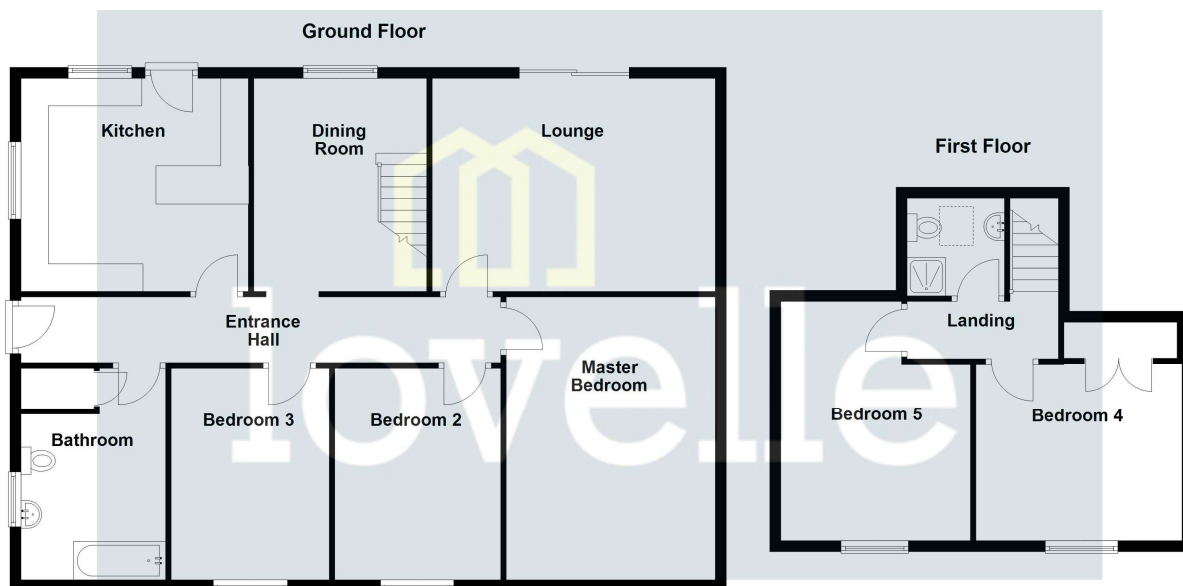 Ground Floor
Kitchen
Dining
Room
Lounge
First Floor
Entrance
Hall
Landing
Master
Bedroom
Bedroom 3
Bedroom 2
Bathroom
Bedroom 5
Bedroom 4
lovelle